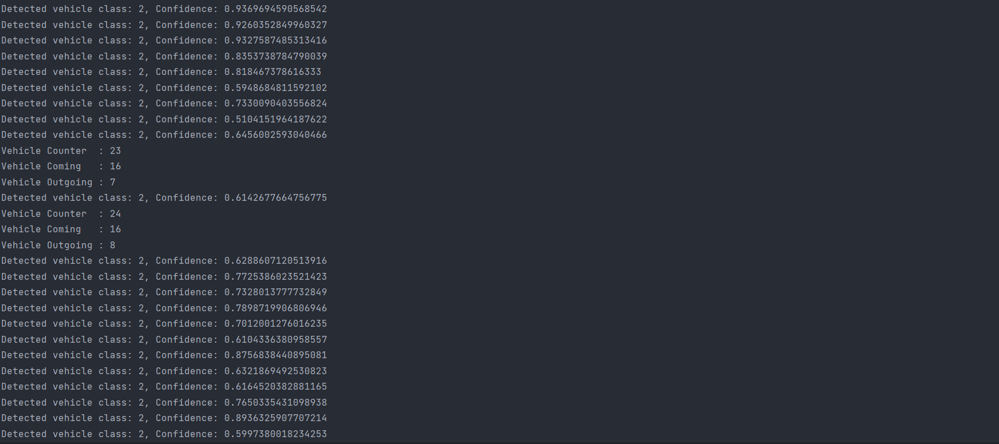 Detected vehicle class: 2, Confidence: 0.9369694590568542
Detected vehicle class: 2, Confidence: 0.9260352849960327
Detected vehicle class: 2, Confidence: 0.9327587485313416
Detected vehicle class: 2, Confidence: 0.8353738784790039
Detected vehicle class: 2, Confidence: 0.818467378616333
Detected vehicle class: 2, Confidence: 0.5948684811592102
Detected vehicle class: 2, Confidence: 0.7330090403556824
Detected vehicle class: 2, Confidence: 0.5104151964187622
Detected vehicle class: 2, Confidence: 0.6456002593040466
Vehicle Counter  : 23
Vehicle Coming   : 16
Vehicle Outgoing : 7
Detected vehicle class: 2, Confidence: 0.6142677664756775
Vehicle Counter  : 24
Vehicle Coming   : 16
Vehicle Outgoing : 8
Detected vehicle class: 2, Confidence: 0.6288607120513916
Detected vehicle class: 2, Confidence: 0.7725386023521423
Detected vehicle class: 2, Confidence: 0.7328013777732849
Detected vehicle class: 2, Confidence: 0.7898719906806946
Detected vehicle class: 2, Confidence: 0.7012001276016235
Detected vehicle class: 2, Confidence: 0.6104336380958557
Detected vehicle class: 2, Confidence: 0.8756838440895081
Detected vehicle class: 2, Confidence: 0.6321869492530823
Detected vehicle class: 2, Confidence: 0.6164520382881165
Detected vehicle class: 2, Confidence: 0.7650335431098938
Detected vehicle class: 2, Confidence: 0.8936325907707214
Detected vehicle class: 2, Confidence: 0.5997380018234253